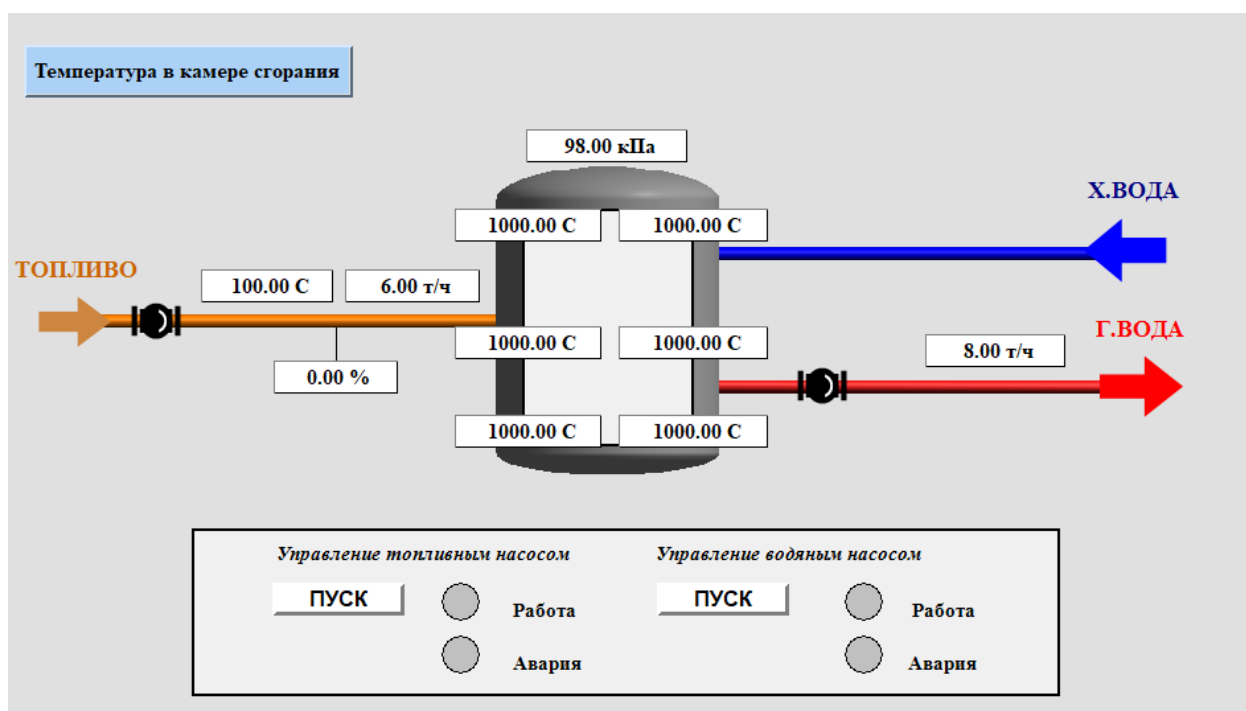 Температура в камере сгорания
98.00 кПа
Х.ВОДА
1000.00 С
1000.00 С
ТОПЛИВО
100.00 С
6.00 т/ч
Г.ВОДА
1000.00 С
1000.00 С
8.00 т/ч
0.00 %
1000.00 С
1000.00 С
Управление топливным насосом
Управление водяным насосом
ПУСК
Работа
ПУСК
Работа
Авария
Авария